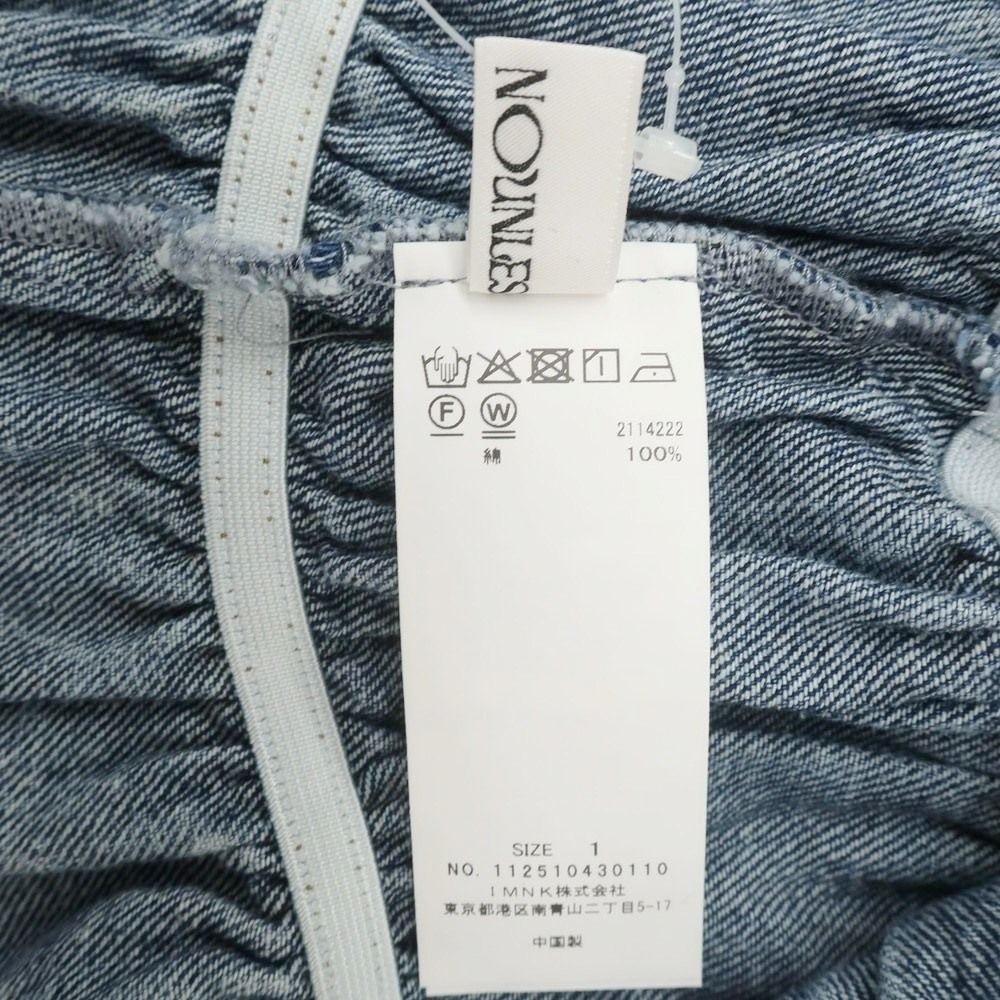 NOUNLES
F W
2114222
綿 100%
SIZE 1
NO. 112510430110
IMNK株式会社
東京都港区南青山二丁目5-17
中国製